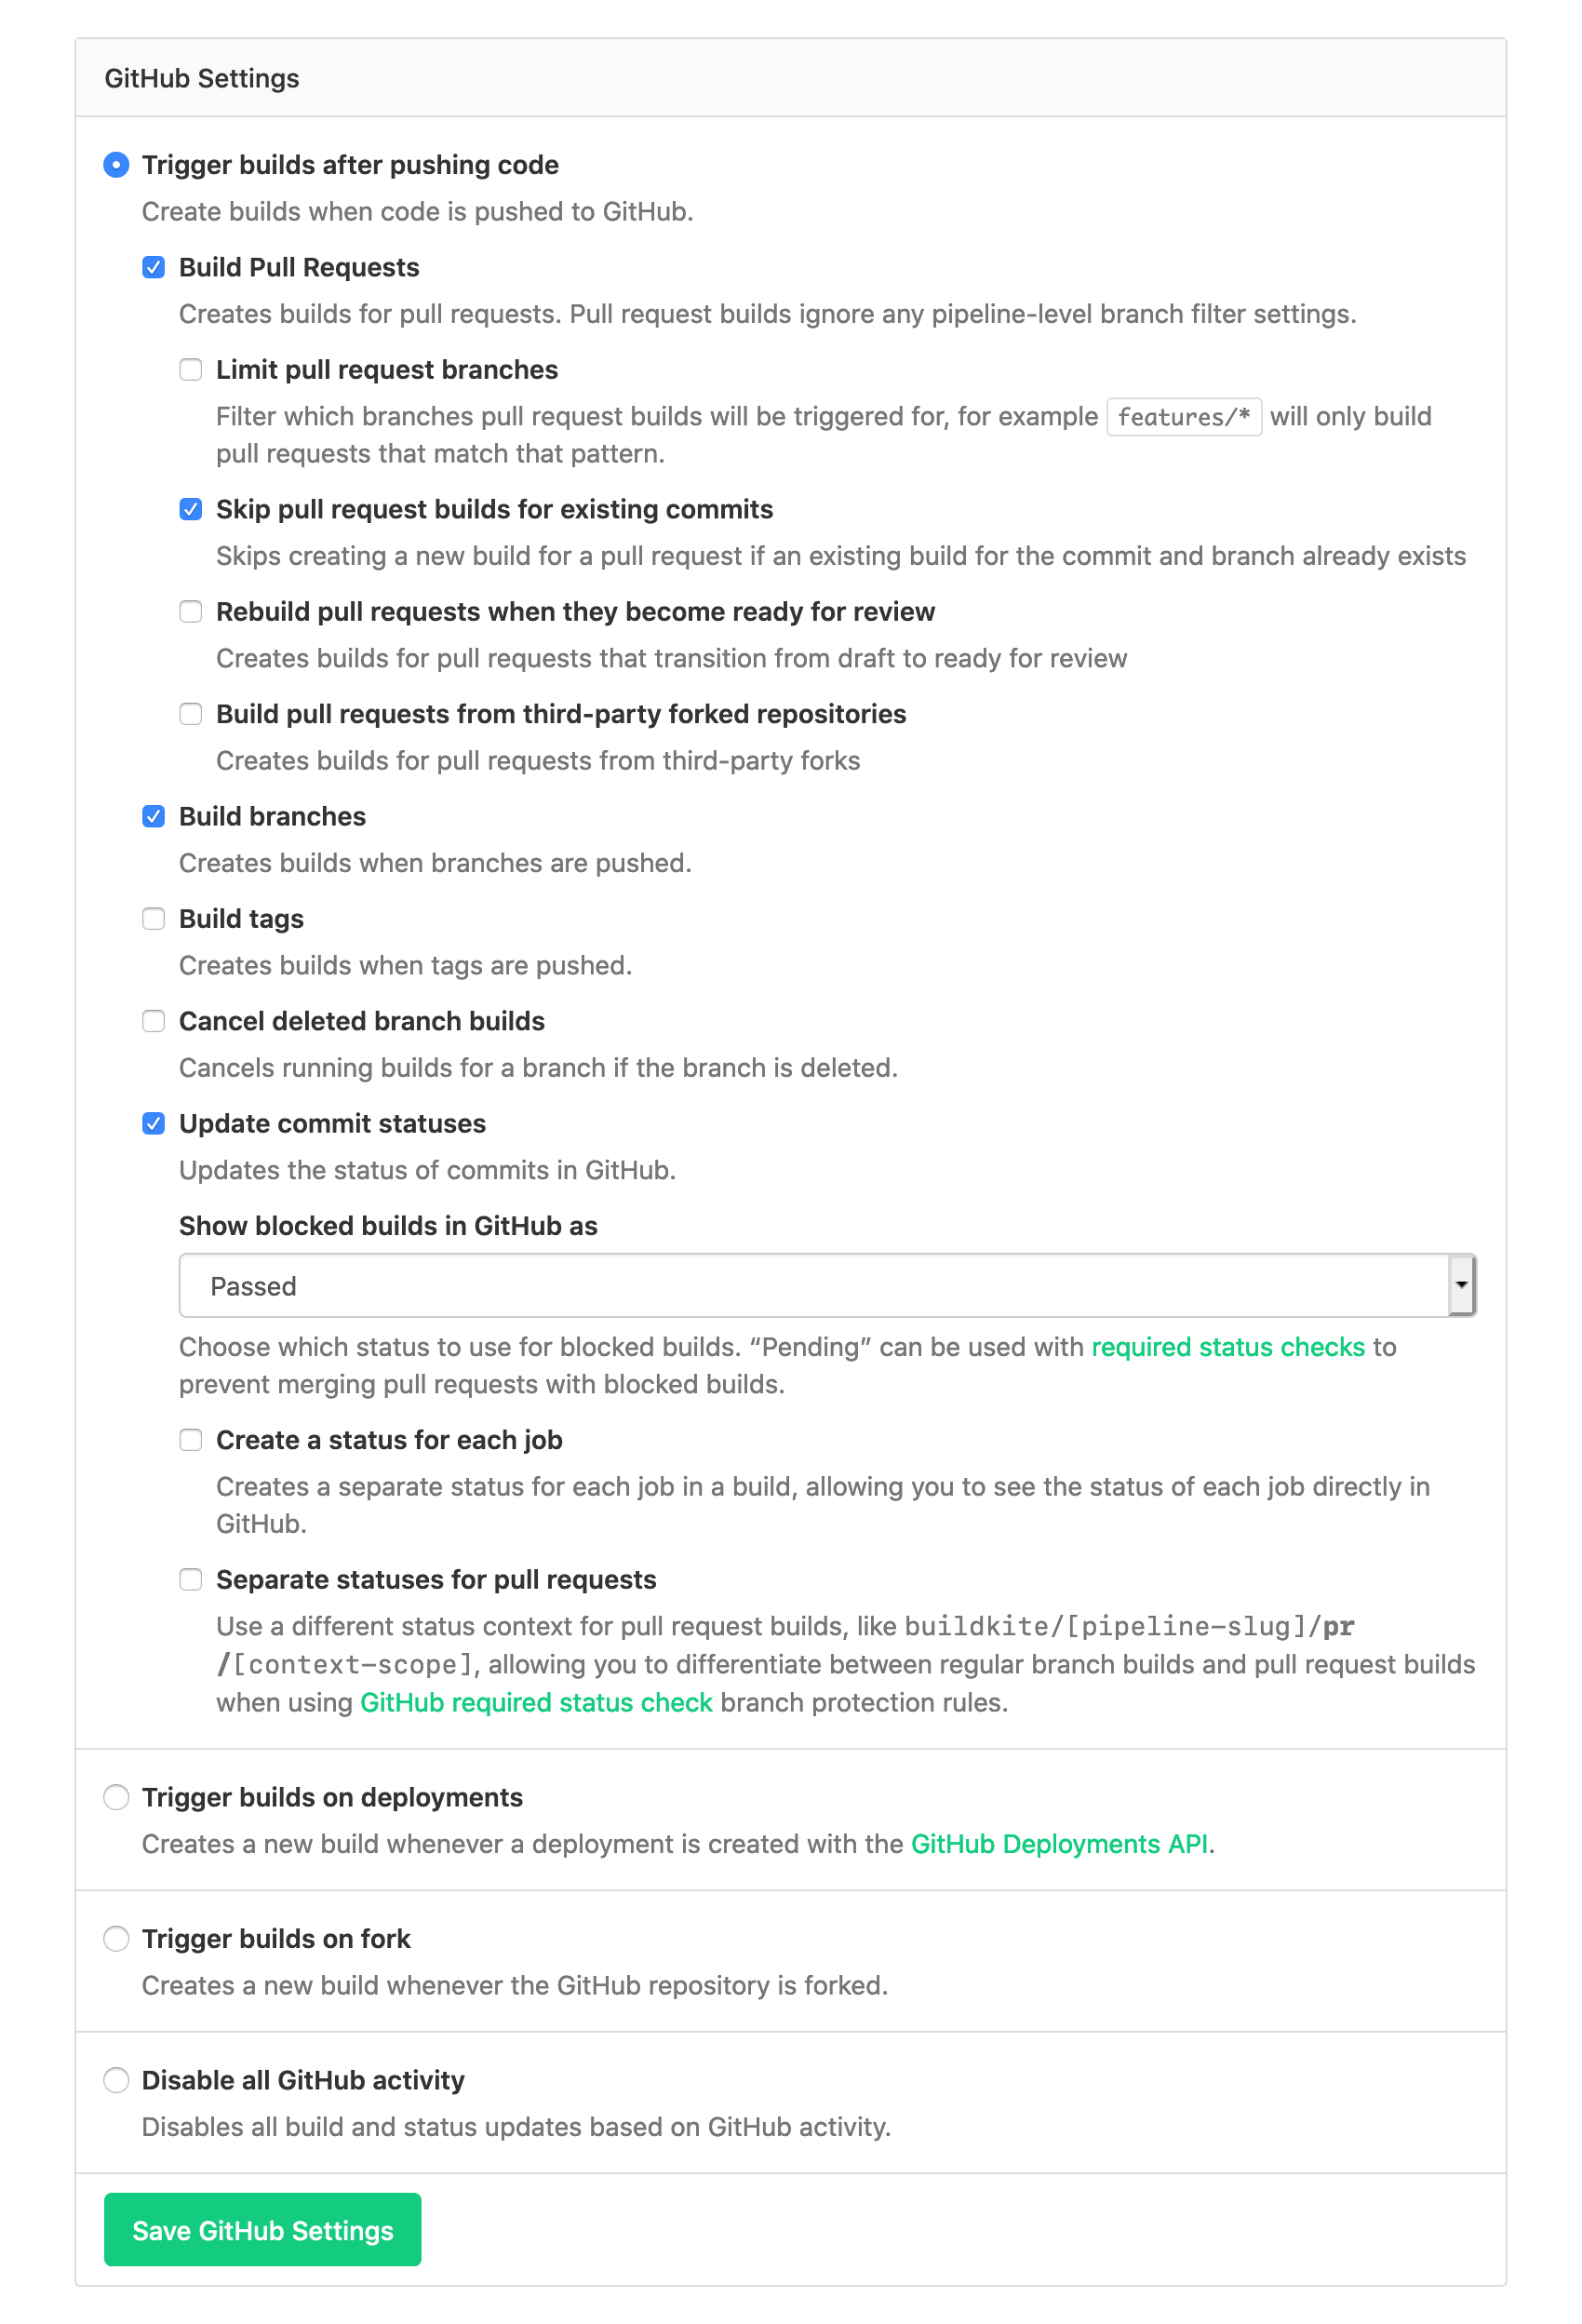 GitHub Settings
Trigger builds after pushing code
Create builds when code is pushed to GitHub.
Build Pull Requests
Creates builds for pull requests. Pull request builds ignore any pipeline-level branch filter settings.
Limit pull request branches
Filter which branches pull request builds will be triggered for, for example features/* will only build
pull requests that match that pattern.
Skip pull request builds for existing commits
Skips creating a new build for a pull request if an existing build for the commit and branch already exists
Rebuild pull requests when they become ready for review
Creates builds for pull requests that transition from draft to ready for review
Build pull requests from third-party forked repositories
Creates builds for pull requests from third-party forks
Build branches
Creates builds when branches are pushed.
Build tags
Creates builds when tags are pushed.
Cancel deleted branch builds
Cancels running builds for a branch if the branch is deleted.
Update commit statuses
Updates the status of commits in GitHub.
Show blocked builds in GitHub as
Passed
Choose which status to use for blocked builds. “Pending” can be used with required status checks to
prevent merging pull requests with blocked builds.
Create a status for each job
Creates a separate status for each job in a build, allowing you to see the status of each job directly in
GitHub.
Separate statuses for pull requests
Use a different status context for pull request builds, like buildkite/[pipeline-slug]/pr
/[context-scope], allowing you to differentiate between regular branch builds and pull request builds
when using GitHub required status check branch protection rules.
Trigger builds on deployments
Creates a new build whenever a deployment is created with the GitHub Deployments API.
Trigger builds on fork
Creates a new build whenever the GitHub repository is forked.
Disable all GitHub activity
Disables all build and status updates based on GitHub activity.
Save GitHub Settings